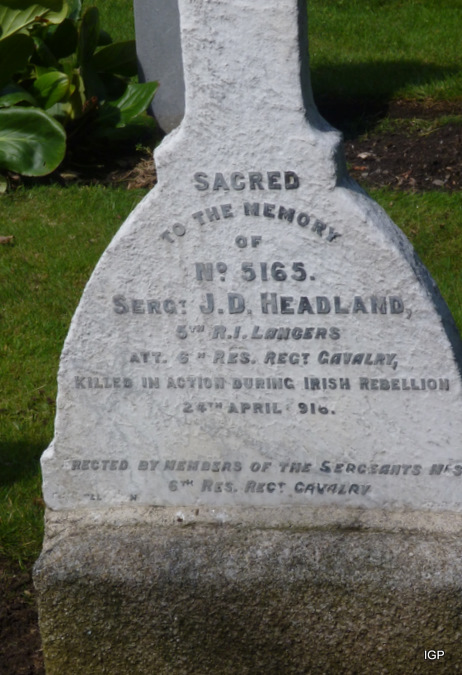 SACRED
TO THE MEMORY
OF
No. 5165.
SERGT. J.D. HEADLAND,
5TH R.I. LANCERS
ATT. 6TH RES. REGT CAVALRY,
KILLED IN ACTION DURING IRISH REBELLION
24TH APRIL 916.
RECTED BY MEMBERS OF THE SERGEANTS MESS
6TH RES. REGT CAVALRY
IGP